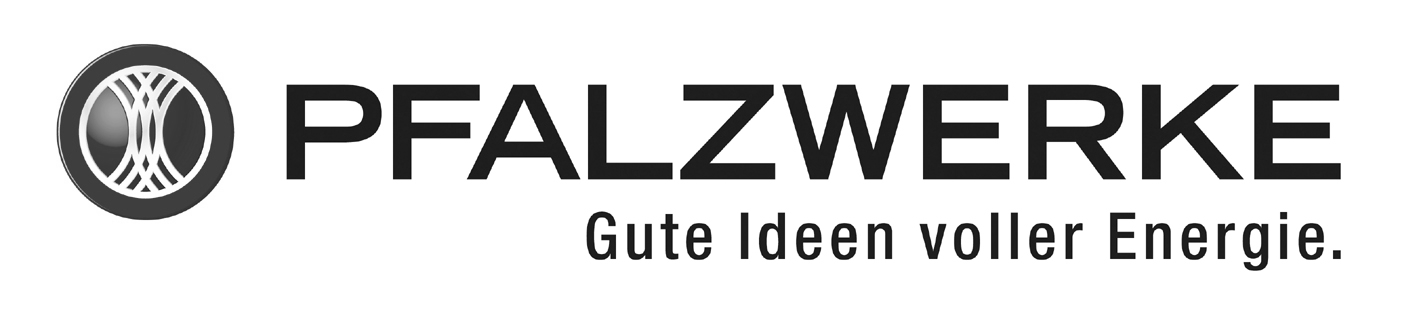 PFALZWERKE
Gute Ideen voller Energie.